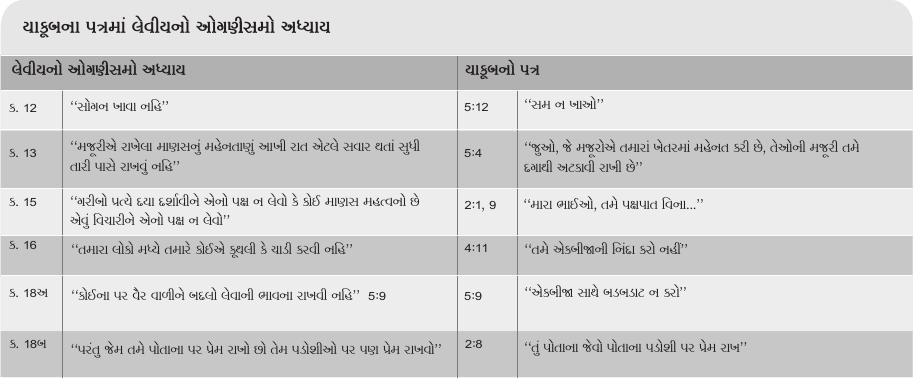 યાકૂબના પત્રમાં લેવીયનો ઓગણીસમો અધ્યાય
લેવીયનો ઓગણીસમો અધ્યાય યાકૂબનો પત્ર
ક. 12 “સોગન ખાવા નહિ” 5:12 “સમ ન ખાઓ”
ક. 13 “મજૂરીએ રાખેલા માણસનું મહેનતાણું આખી રાત એટલે સવાર થતાં સુધી
તારી પાસે રાખવું નહિ” 5:4 “જુઓ, જે મજૂરોએ તમારાં ખેતરમાં મહેનત કરી છે, તેઓની મજૂરી તમે
દગાથી અટકાવી રાખી છે”
ક. 15 “ગરીબો પ્રત્યે દયા દર્શાવીને એનો પક્ષ ન લેવો કે કોઈ માણસ મહત્વનો છે
એવું વિચારીને એનો પક્ષ ન લેવો” 2:1, 9 “મારા ભાઈઓ, તમે પક્ષપાત વિના...”
ક. 16 “તમારા લોકો મધ્યે તમારે કોઈએ કૂથલી કે ચાડી કરવી નહિ” 4:11 “તમે એકબીજાની નિંદા કરો નહીં”
ક. 18અ “કોઈના પર વૈર વાળીને બદલો લેવાની ભાવના રાખવી નહિ” 5:9 5:9 “એકબીજા સાથે બડબડાટ ન કરો”
ક. 18બ “પરંતુ જેમ તમે પોતાના પર પ્રેમ રાખો છો તેમ પડોશીઓ પર પણ પ્રેમ રાખવો” 2:8 “તું પોતાના જેવો પોતાના પડોશી પર પ્રેમ રાખ”